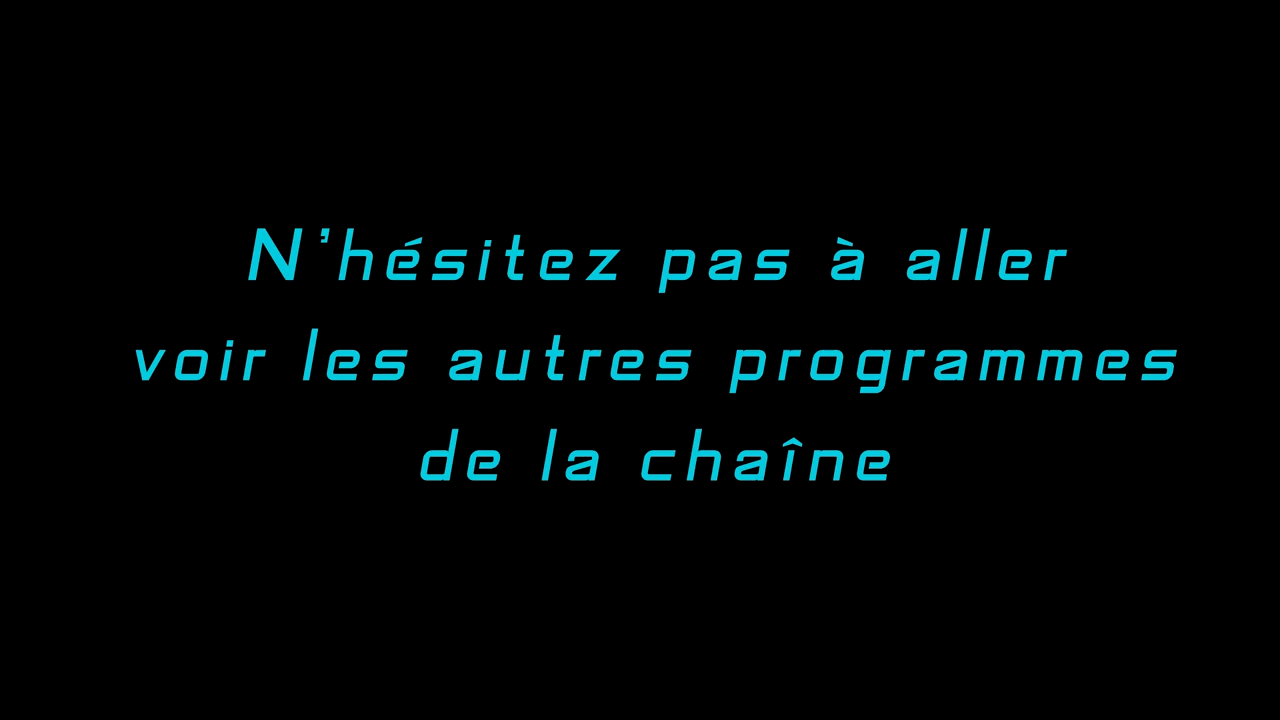 N'hésitez pas à aller
voir les autres programmes
de la chaîne